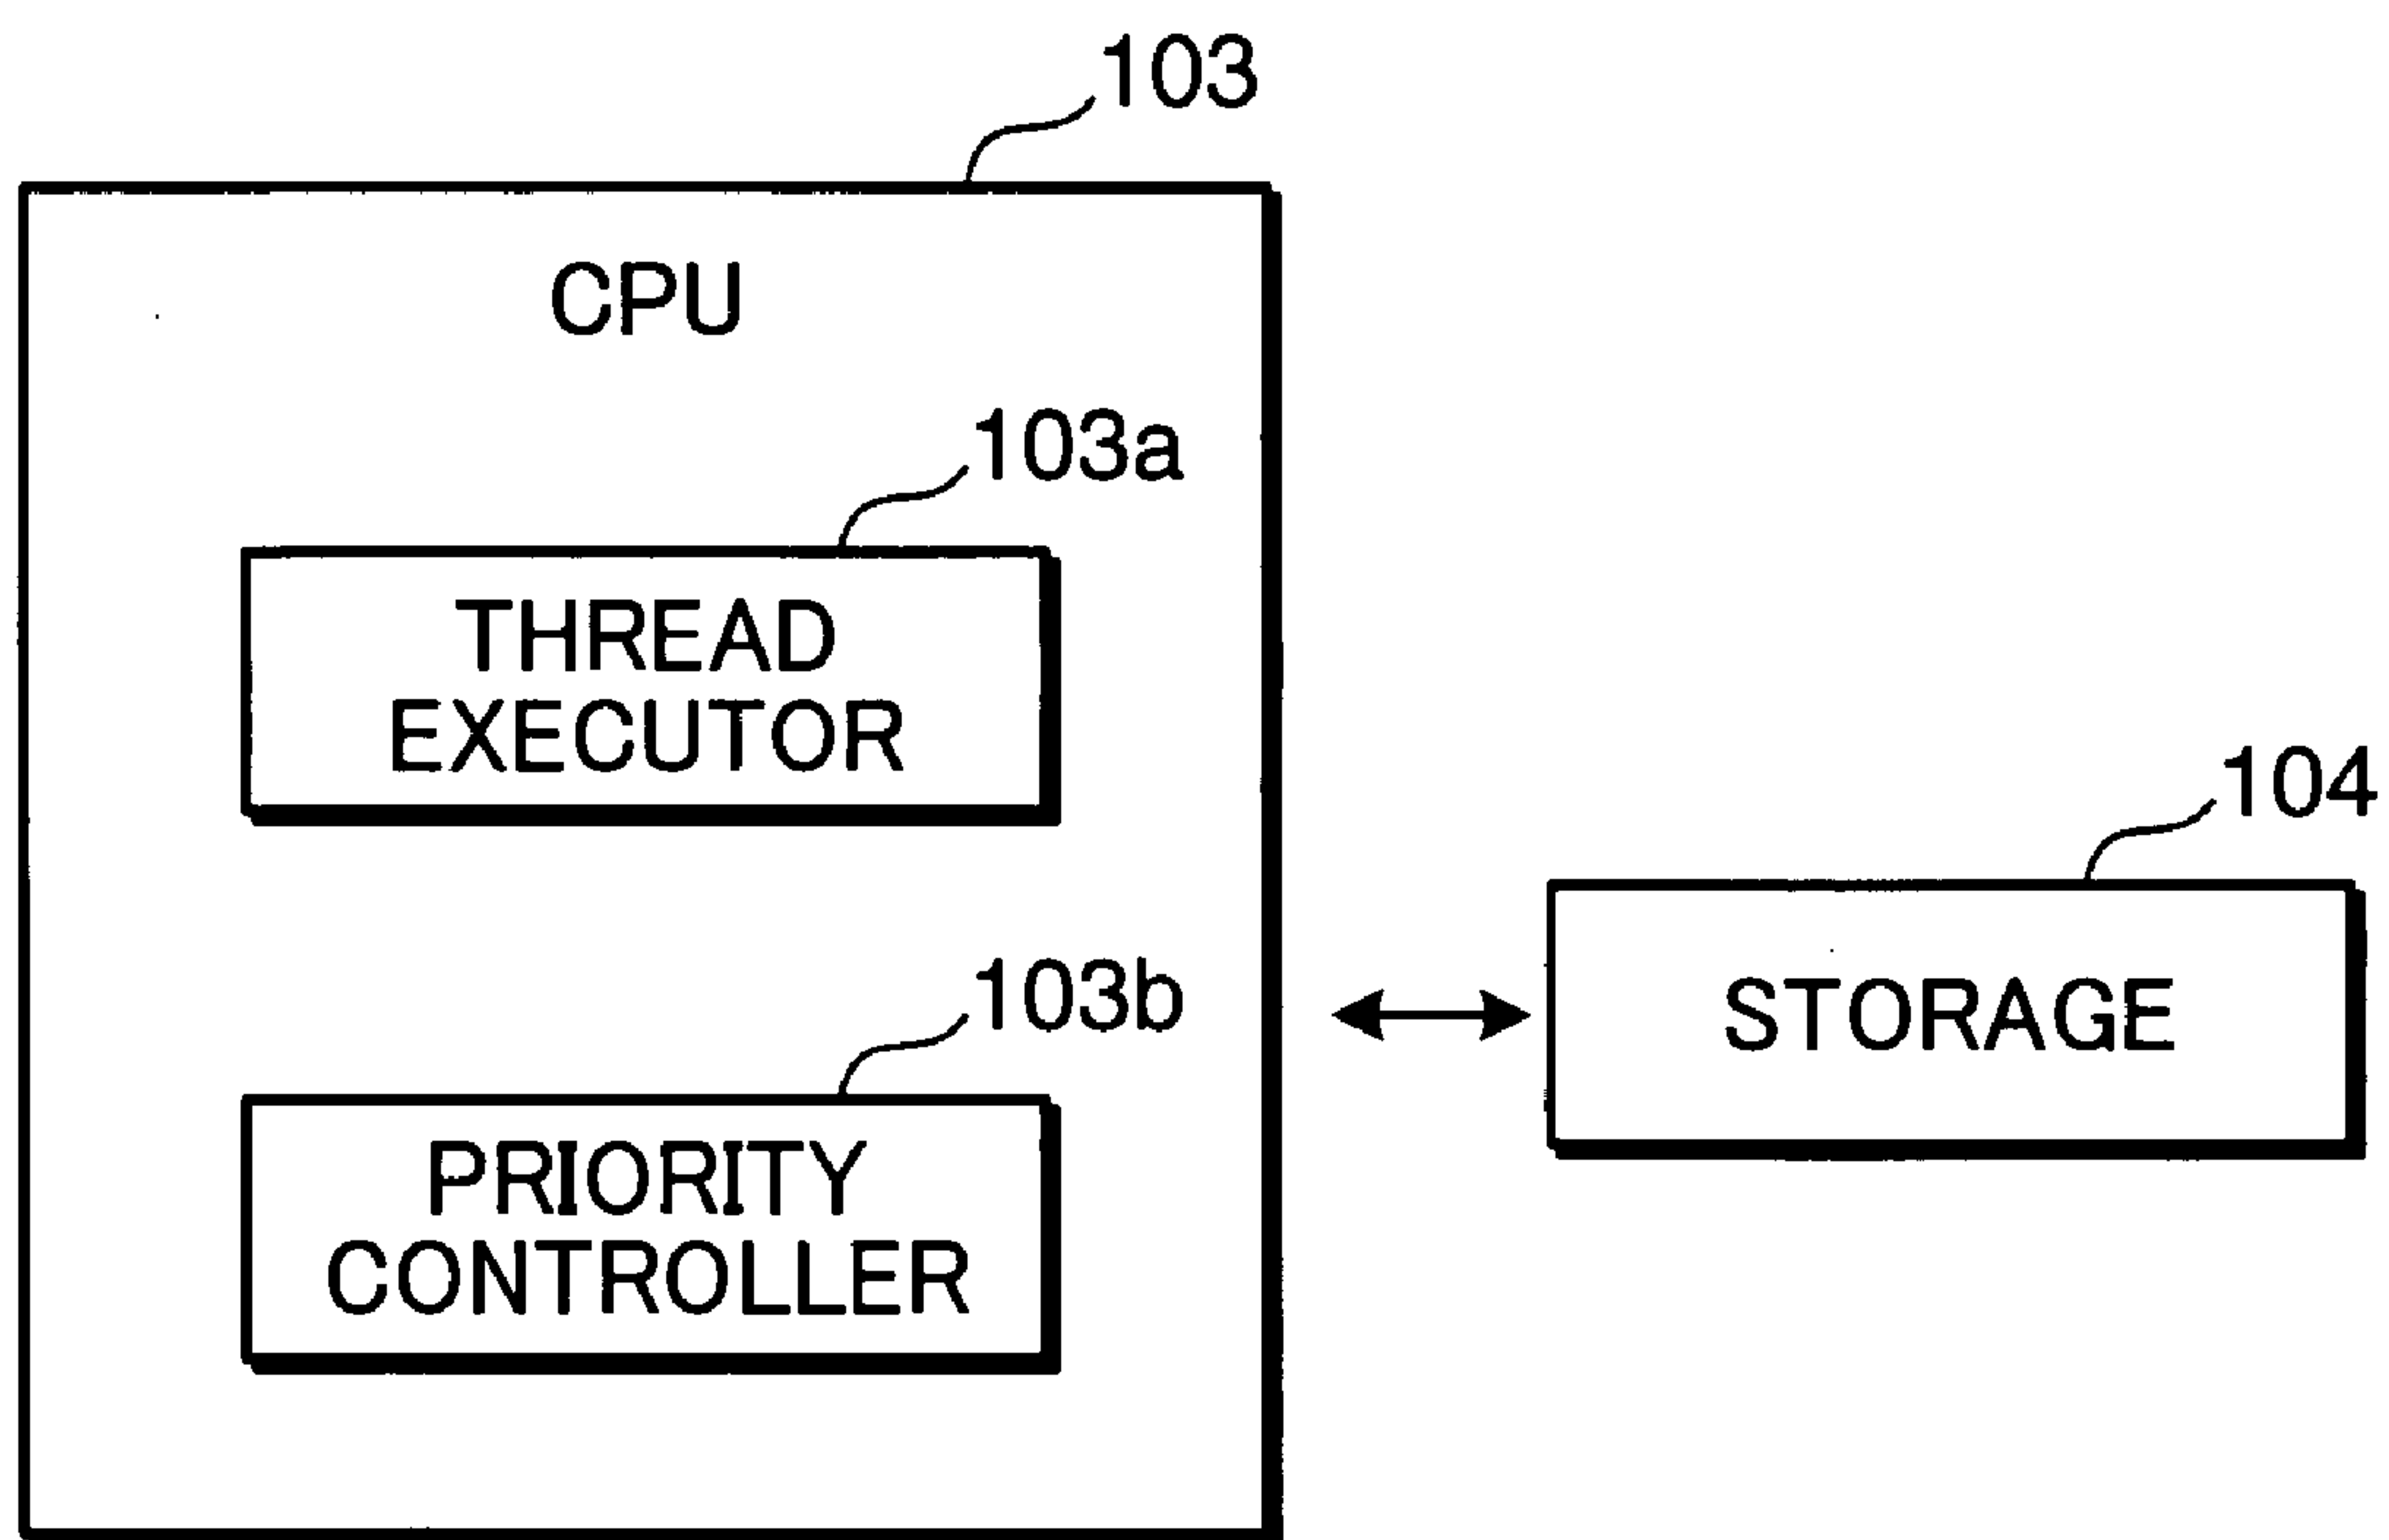 103
CPU
103a
THREAD
EXECUTOR
104
103b
STORAGE
PRIORITY
CONTROLLER